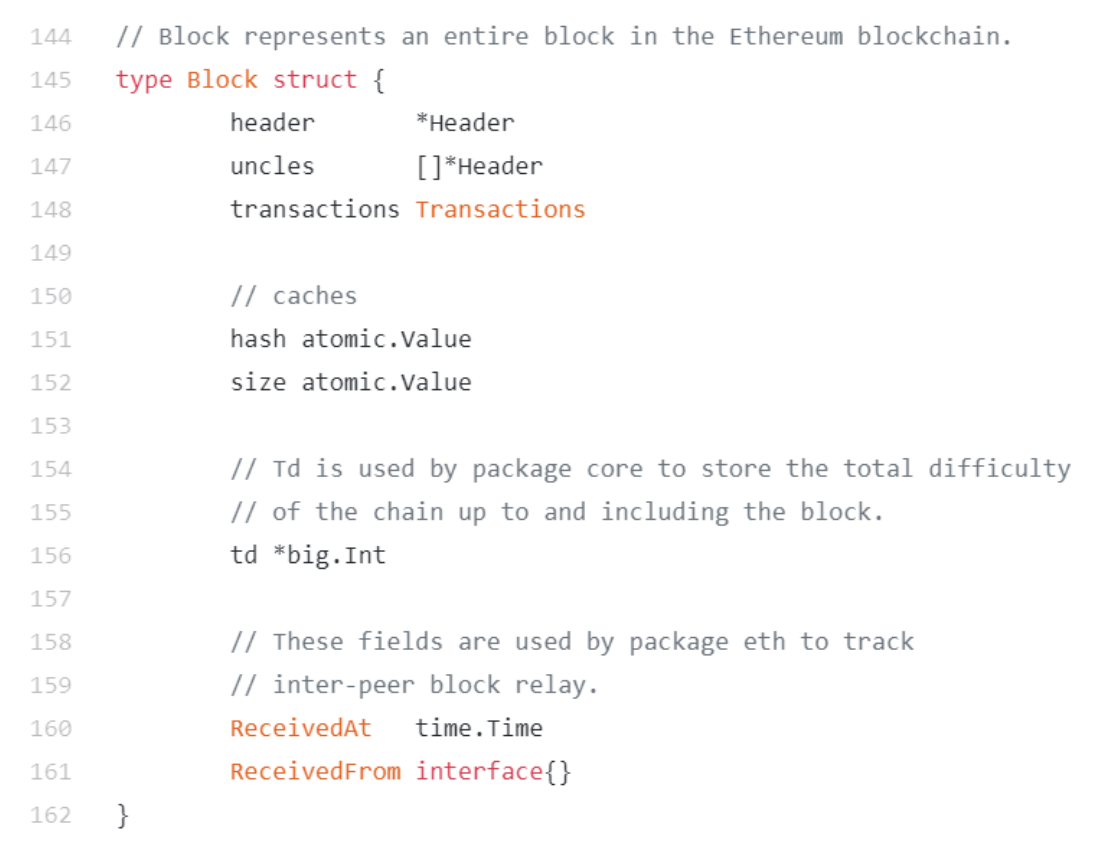 144 // Block represents an entire block in the Ethereum blockchain.
145 type Block struct {
146         header       *Header
147         uncles       []*Header
148         transactions Transactions
149
150         // caches
151         hash atomic.Value
152         size atomic.Value
153
154         // Td is used by package core to store the total difficulty
155         // of the chain up to and including the block.
156         td *big.Int
157
158         // These fields are used by package eth to track
159         // inter-peer block relay.
160         ReceivedAt   time.Time
161         ReceivedFrom interface{}
162 }